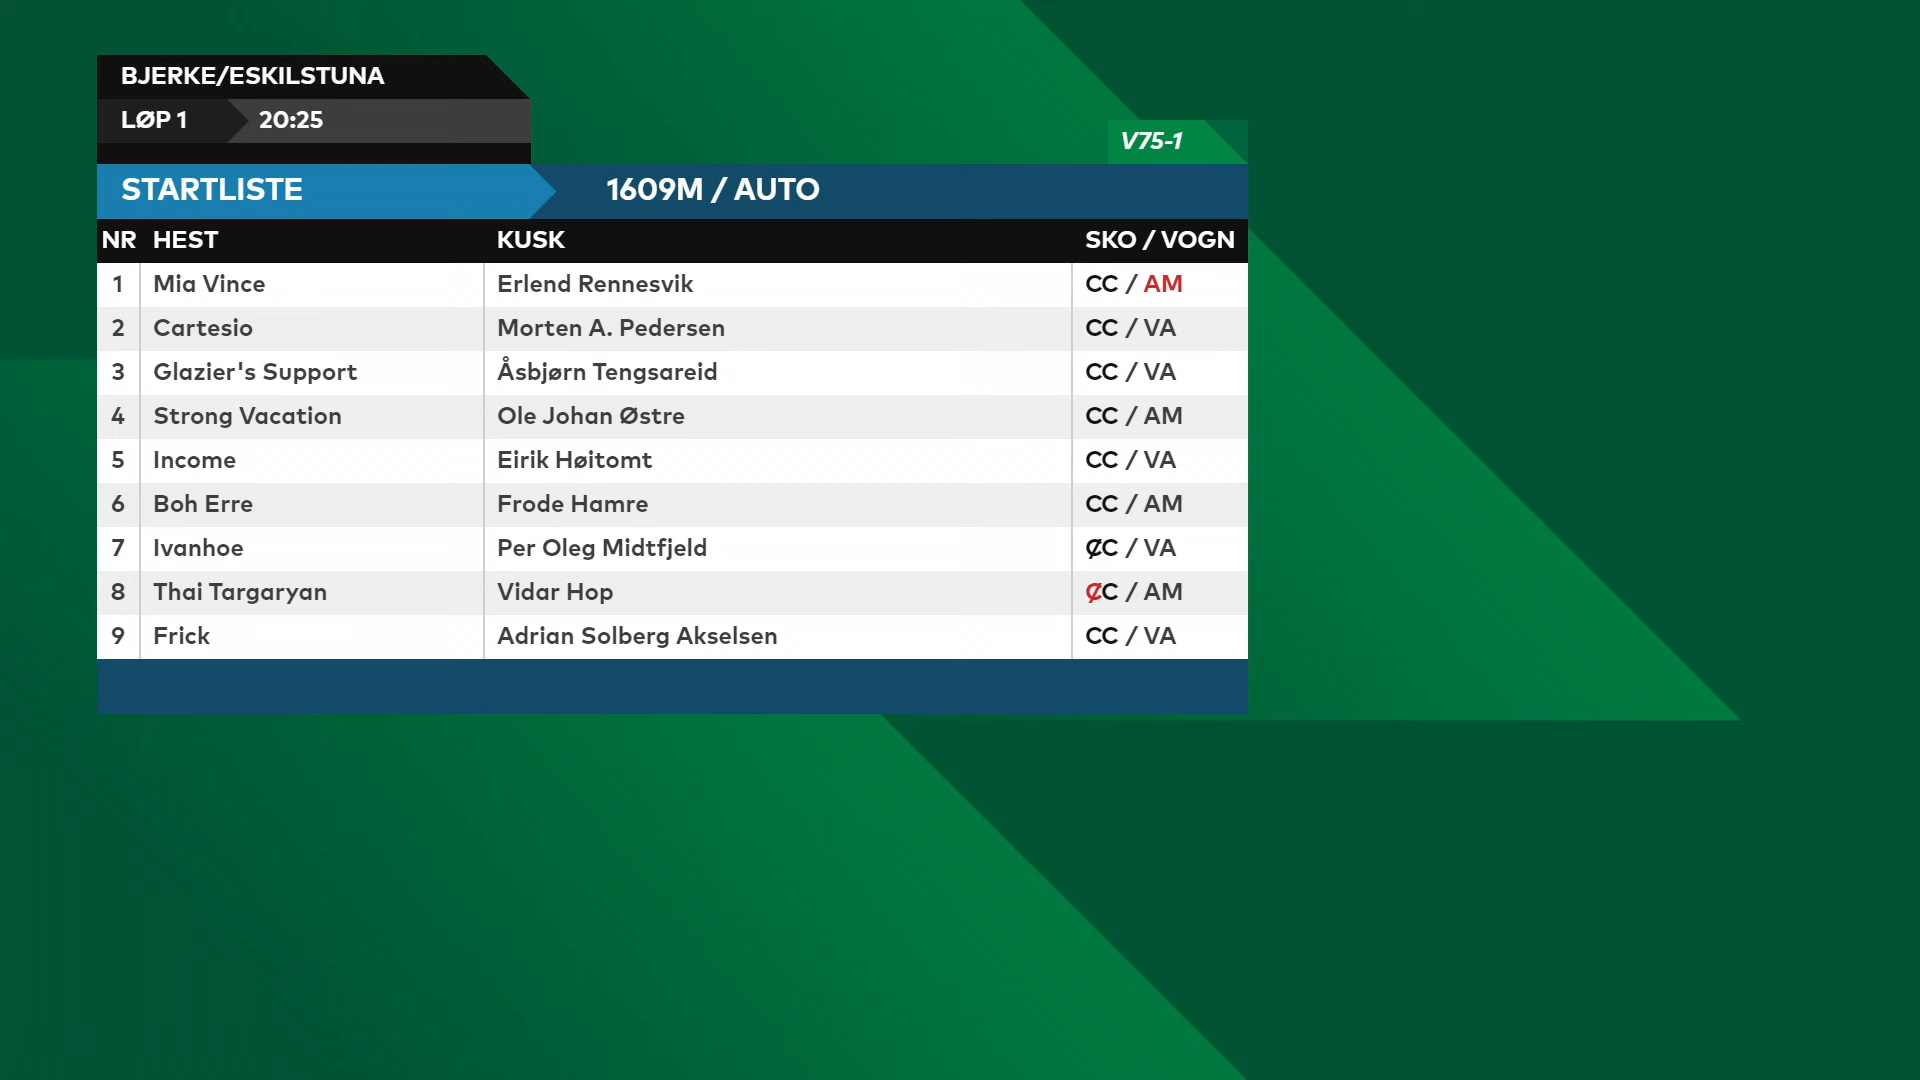 BJERKE/ESKILSTUNA
LØP 1 20:25
V75-1
STARTLISTE 1609M / AUTO
NR HEST KUSK SKO / VOGN
1 Mia Vince Erlend Rennesvik CC / AM
2 Cartesio Morten A. Pedersen CC / VA
3 Glazier's Support Åsbjørn Tengsareid CC / VA
4 Strong Vacation Ole Johan Østre CC / AM
5 Income Eirik Høitomt CC / VA
6 Boh Erre Frode Hamre CC / AM
7 Ivanhoe Per Oleg Midtfjeld ȻC / VA
8 Thai Targaryan Vidar Hop ȻC / AM
9 Frick Adrian Solberg Akselsen CC / VA